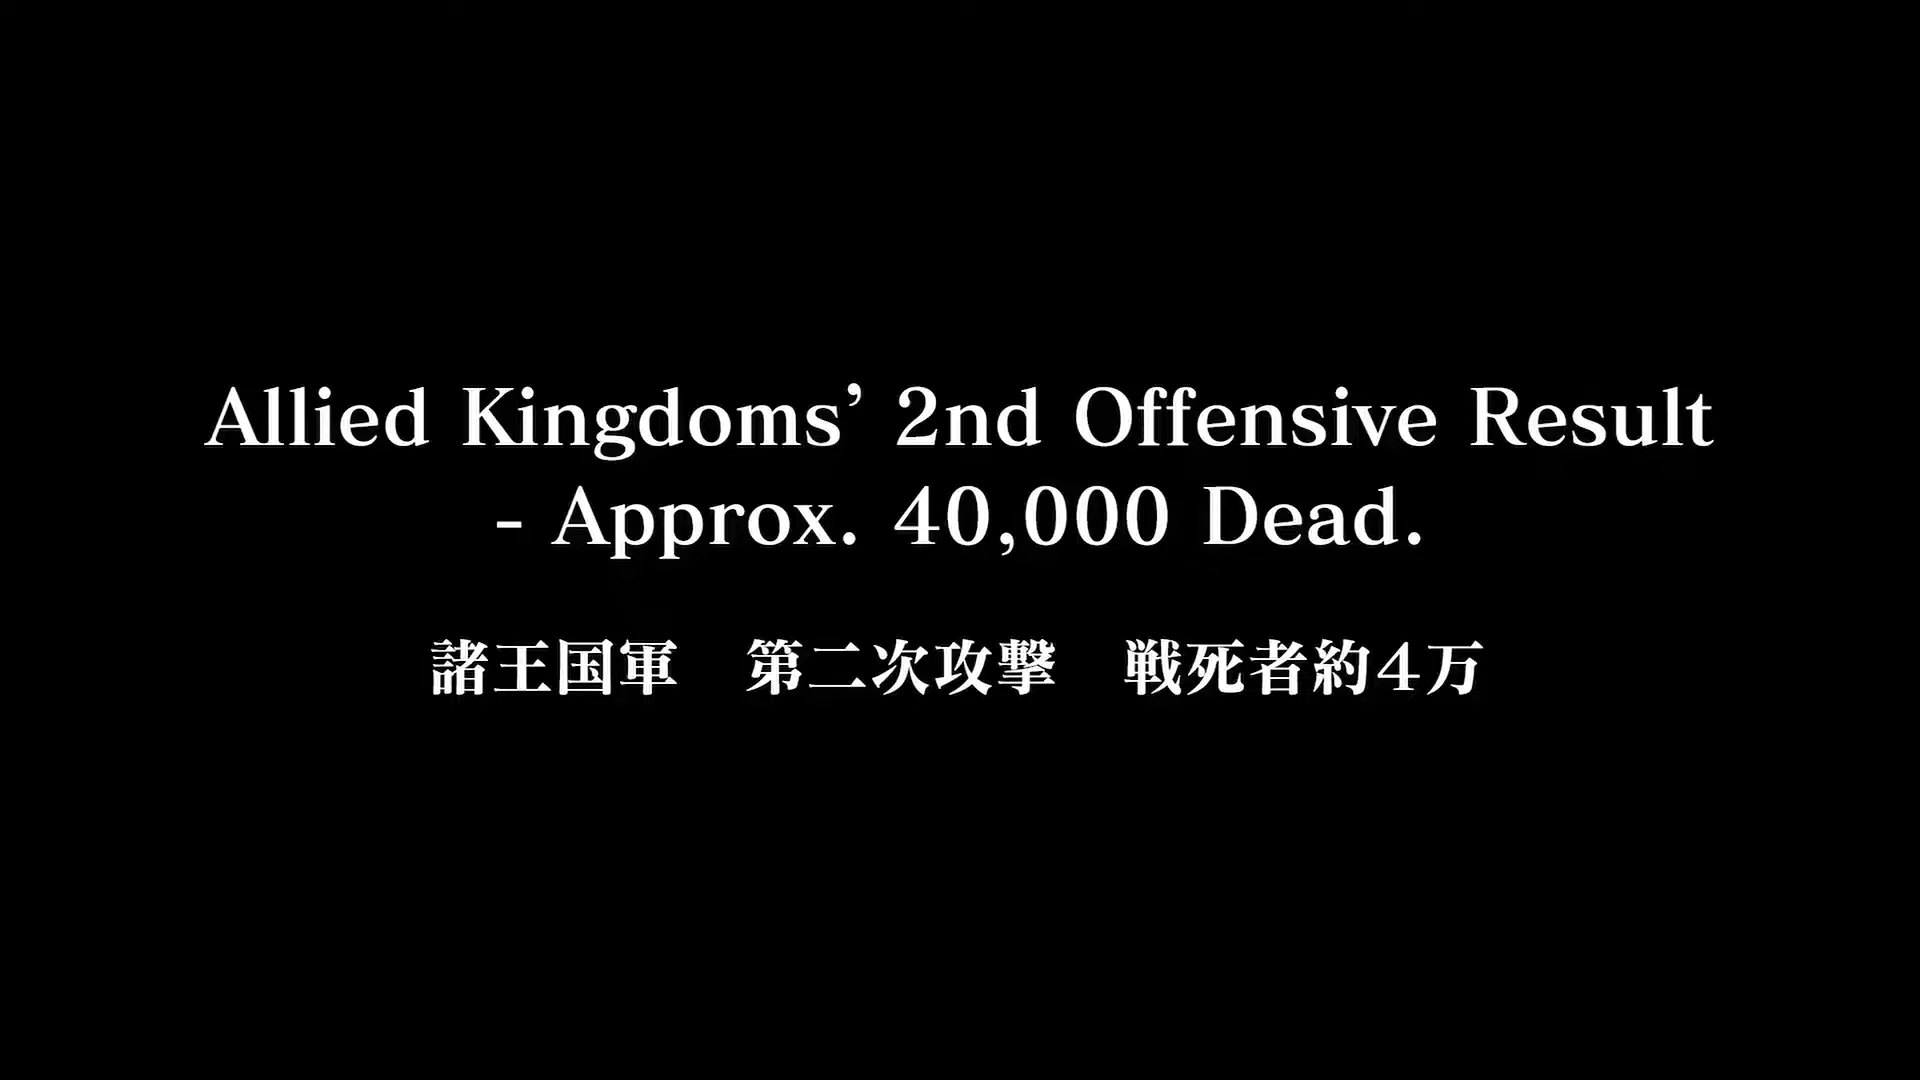 Allied Kingdoms’ 2nd Offensive Result
- Approx. 40,000 Dead.
諸王国軍　第二次攻撃　戦死者約４万